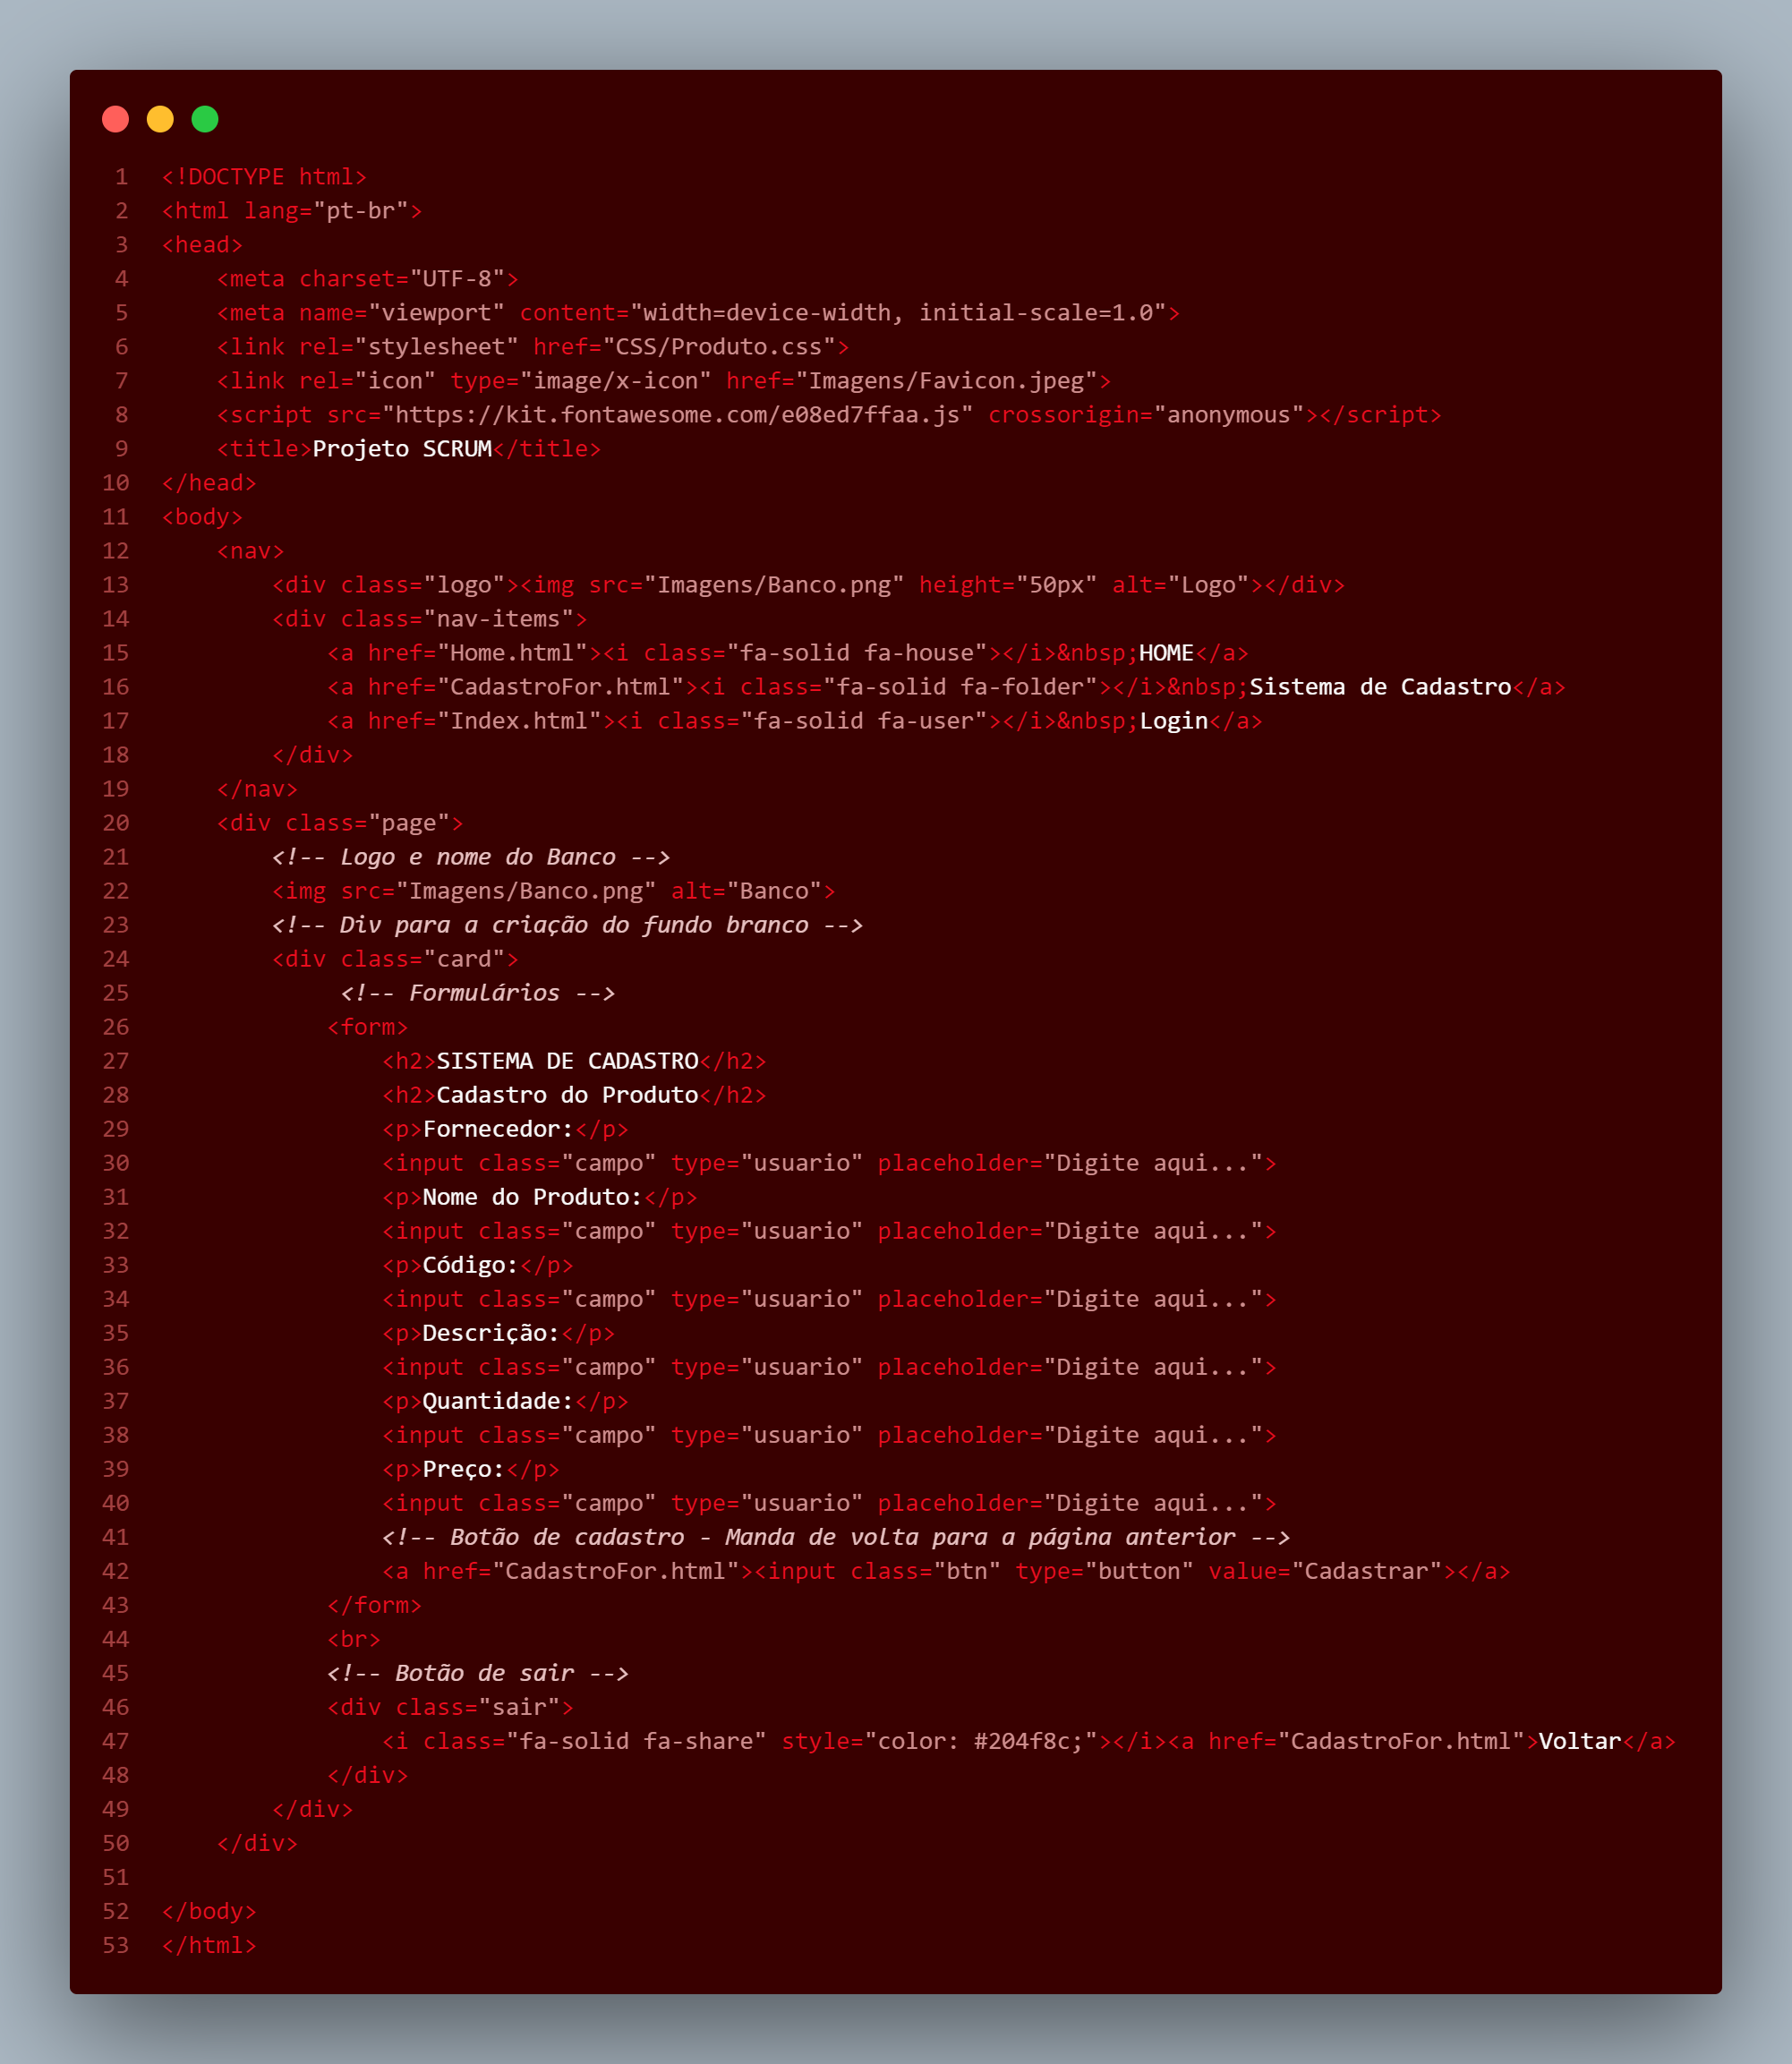 1 <!DOCTYPE html>
2 <html lang="pt-br">
3 <head>
4     <meta charset="UTF-8">
5     <meta name="viewport" content="width=device-width, initial-scale=1.0">
6     <link rel="stylesheet" href="CSS/Produto.css">
7     <link rel="icon" type="image/x-icon" href="Imagens/Favicon.jpeg">
8     <script src="https://kit.fontawesome.com/e08ed7ffaa.js" crossorigin="anonymous"></script>
9     <title>Projeto SCRUM</title>
10 </head>
11 <body>
12     <nav>
13         <div class="logo"><img src="Imagens/Banco.png" height="50px" alt="Logo"></div>
14         <div class="nav-items">
15             <a href="Home.html"><i class="fa-solid fa-house"></i>&nbsp;HOME</a>
16             <a href="CadastroFor.html"><i class="fa-solid fa-folder"></i>&nbsp;Sistema de Cadastro</a>
17             <a href="Index.html"><i class="fa-solid fa-user"></i>&nbsp;Login</a>
18         </div>
19     </nav>
20     <div class="page">
21         <!-- Logo e nome do Banco -->
22         <img src="Imagens/Banco.png" alt="Banco">
23         <!-- Div para a criação do fundo branco -->
24         <div class="card">
25              <!-- Formulários -->
26             <form>
27                 <h2>SISTEMA DE CADASTRO</h2>
28                 <h2>Cadastro do Produto</h2>
29                 <p>Fornecedor:</p>
30                 <input class="campo" type="usuario" placeholder="Digite aqui...">
31                 <p>Nome do Produto:</p>
32                 <input class="campo" type="usuario" placeholder="Digite aqui...">
33                 <p>Código:</p>
34                 <input class="campo" type="usuario" placeholder="Digite aqui...">
35                 <p>Descrição:</p>
36                 <input class="campo" type="usuario" placeholder="Digite aqui...">
37                 <p>Quantidade:</p>
38                 <input class="campo" type="usuario" placeholder="Digite aqui...">
39                 <p>Preço:</p>
40                 <input class="campo" type="usuario" placeholder="Digite aqui...">
41                 <!-- Botão de cadastro - Manda de volta para a página anterior -->
42                 <a href="CadastroFor.html"><input class="btn" type="button" value="Cadastrar"></a>
43             </form>
44             <br>
45             <!-- Botão de sair -->
46             <div class="sair">
47                 <i class="fa-solid fa-share" style="color: #204f8c;"></i><a href="CadastroFor.html">Voltar</a>
48             </div>
49         </div>
50     </div>
51
52 </body>
53 </html>